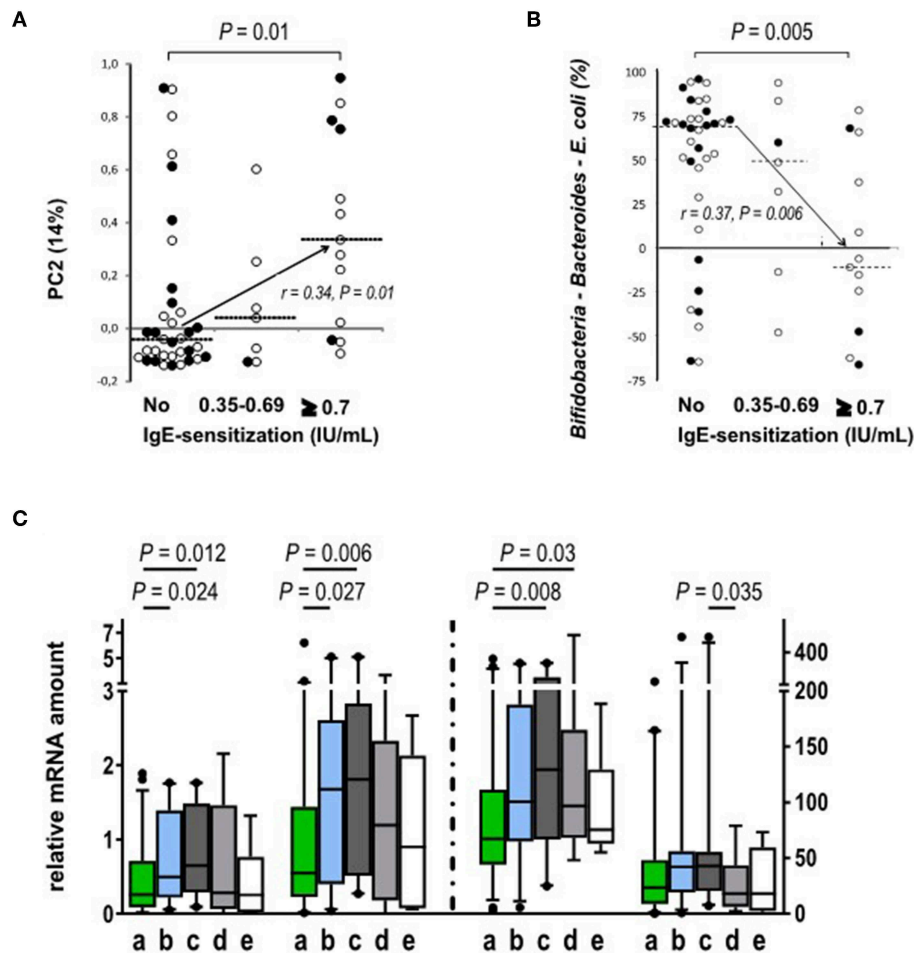 A
P = 0.01
1,0
0,8
0,6
0,4
0,2
0,0
-0,2
PC2 (14%)
r = 0.34, P = 0.01
No 0.35-0.69 ≥ 0.7
IgE-sensitization (IU/mL)
B
P = 0.005
100
75
50
25
0
-25
-50
-75
Bifidobacteria - Bacteroides - E. coli (%)
r = 0.37, P = 0.006
No 0.35-0.69 ≥ 0.7
IgE-sensitization (IU/mL)
C
P = 0.012
P = 0.024
P = 0.006
P = 0.027
P = 0.03
P = 0.008
P = 0.035
relative mRNA amount
7
5
3
2
1
0
400
200
150
100
50
0
a b c d e
a b c d e
a b c d e
a b c d e